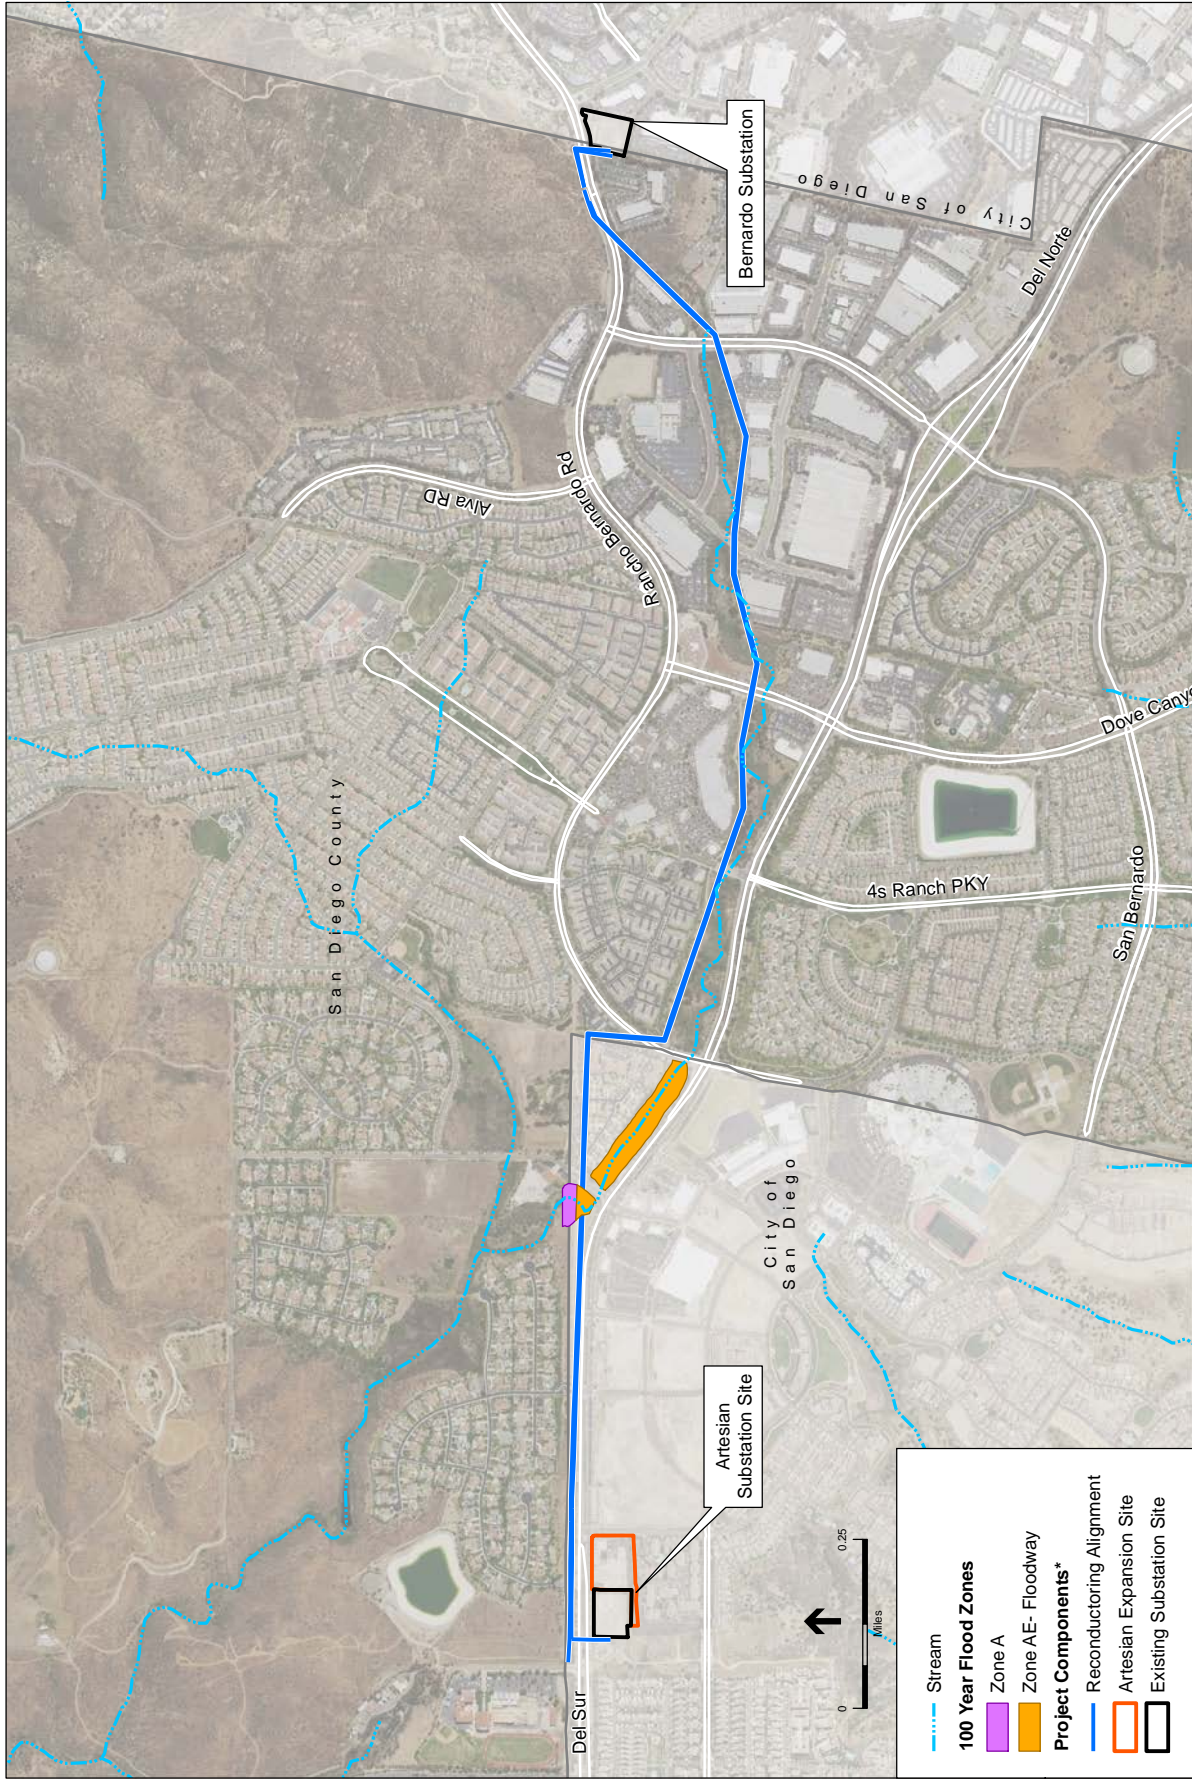 San Diego County
Alva RD
Rancho Bernardo Rd
Bernardo Substation
City of San Diego
Del Norte
Dove Canyo
4s Ranch PKY
San Bernardo
City of
San Diego
Artesian
Substation Site
Del Sur
0
0.25
Miles
Stream
100 Year Flood Zones
Zone A
Zone AE- Floodway
Project Components*
Reconductoring Alignment
Artesian Expansion Site
Existing Substation Site